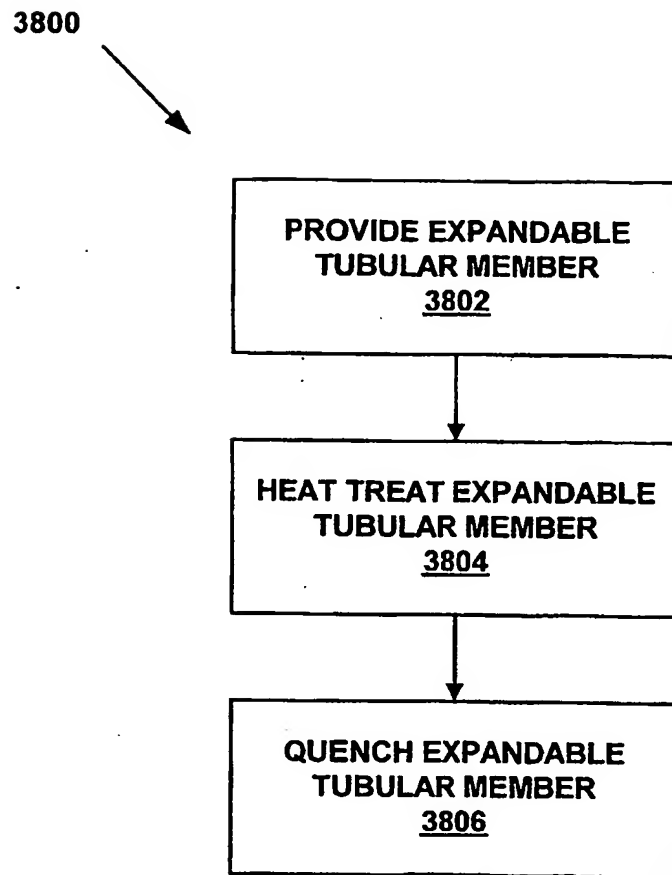 3800
PROVIDE EXPANDABLE
TUBULAR MEMBER
3802
HEAT TREAT EXPANDABLE
TUBULAR MEMBER
3804
QUENCH EXPANDABLE
TUBULAR MEMBER
3806